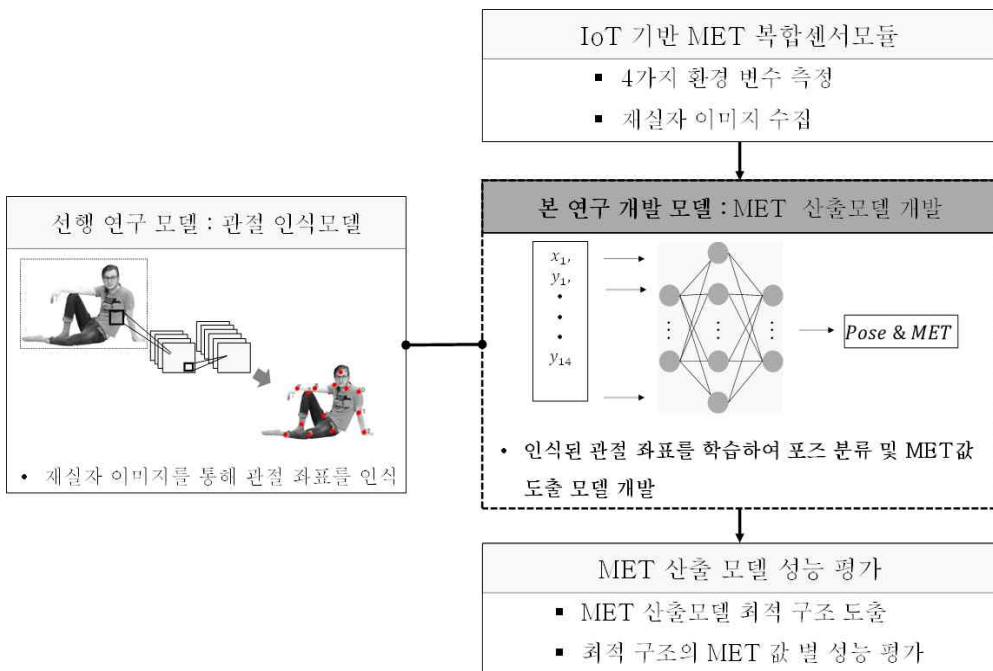 IoT 기반 MET 복합센서모듈
▪ 4가지 환경 변수 측정
▪ 재실자 이미지 수집
선행 연구 모델 : 관절 인식모델
• 재실자 이미지를 통해 관절 좌표를 인식
본 연구 개발 모델 : MET 산출모델 개발
x₁,
y₁,
y₁₄
Pose & MET
• 인식된 관절 좌표를 학습하여 포즈 분류 및 MET값
도출 모델 개발
MET 산출 모델 성능 평가
▪ MET 산출모델 최적 구조 도출
▪ 최적 구조의 MET 값 별 성능 평가